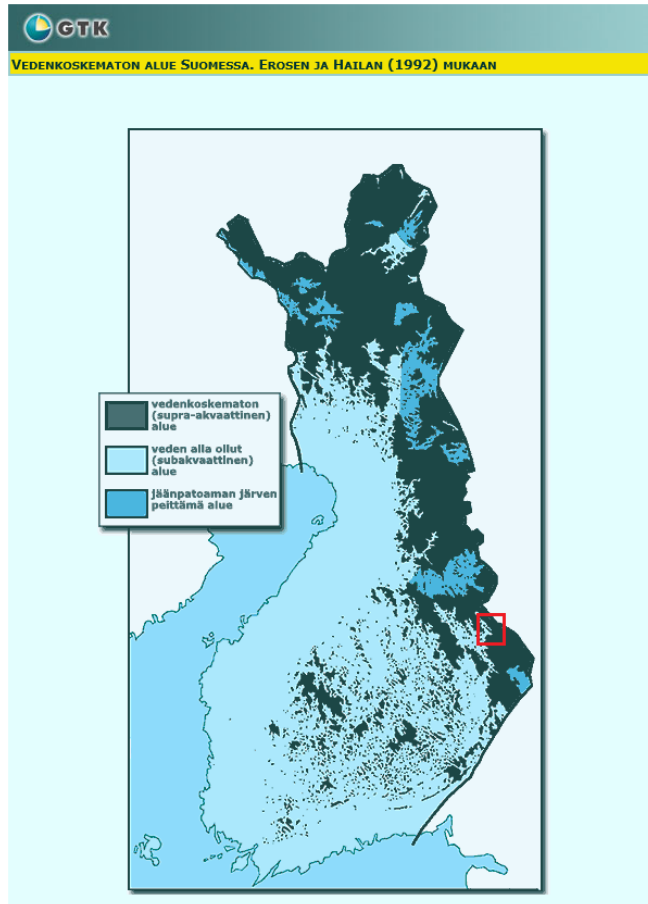 GTK
Vedenkoskematon alue Suomessa. Erosen ja Hailan (1992) mukaan
vedenkoskematon
(supra-akvaattinen)
alue
veden alla ollut
(subakvaattinen)
alue
jäänpatoaman järven
peittämä alue